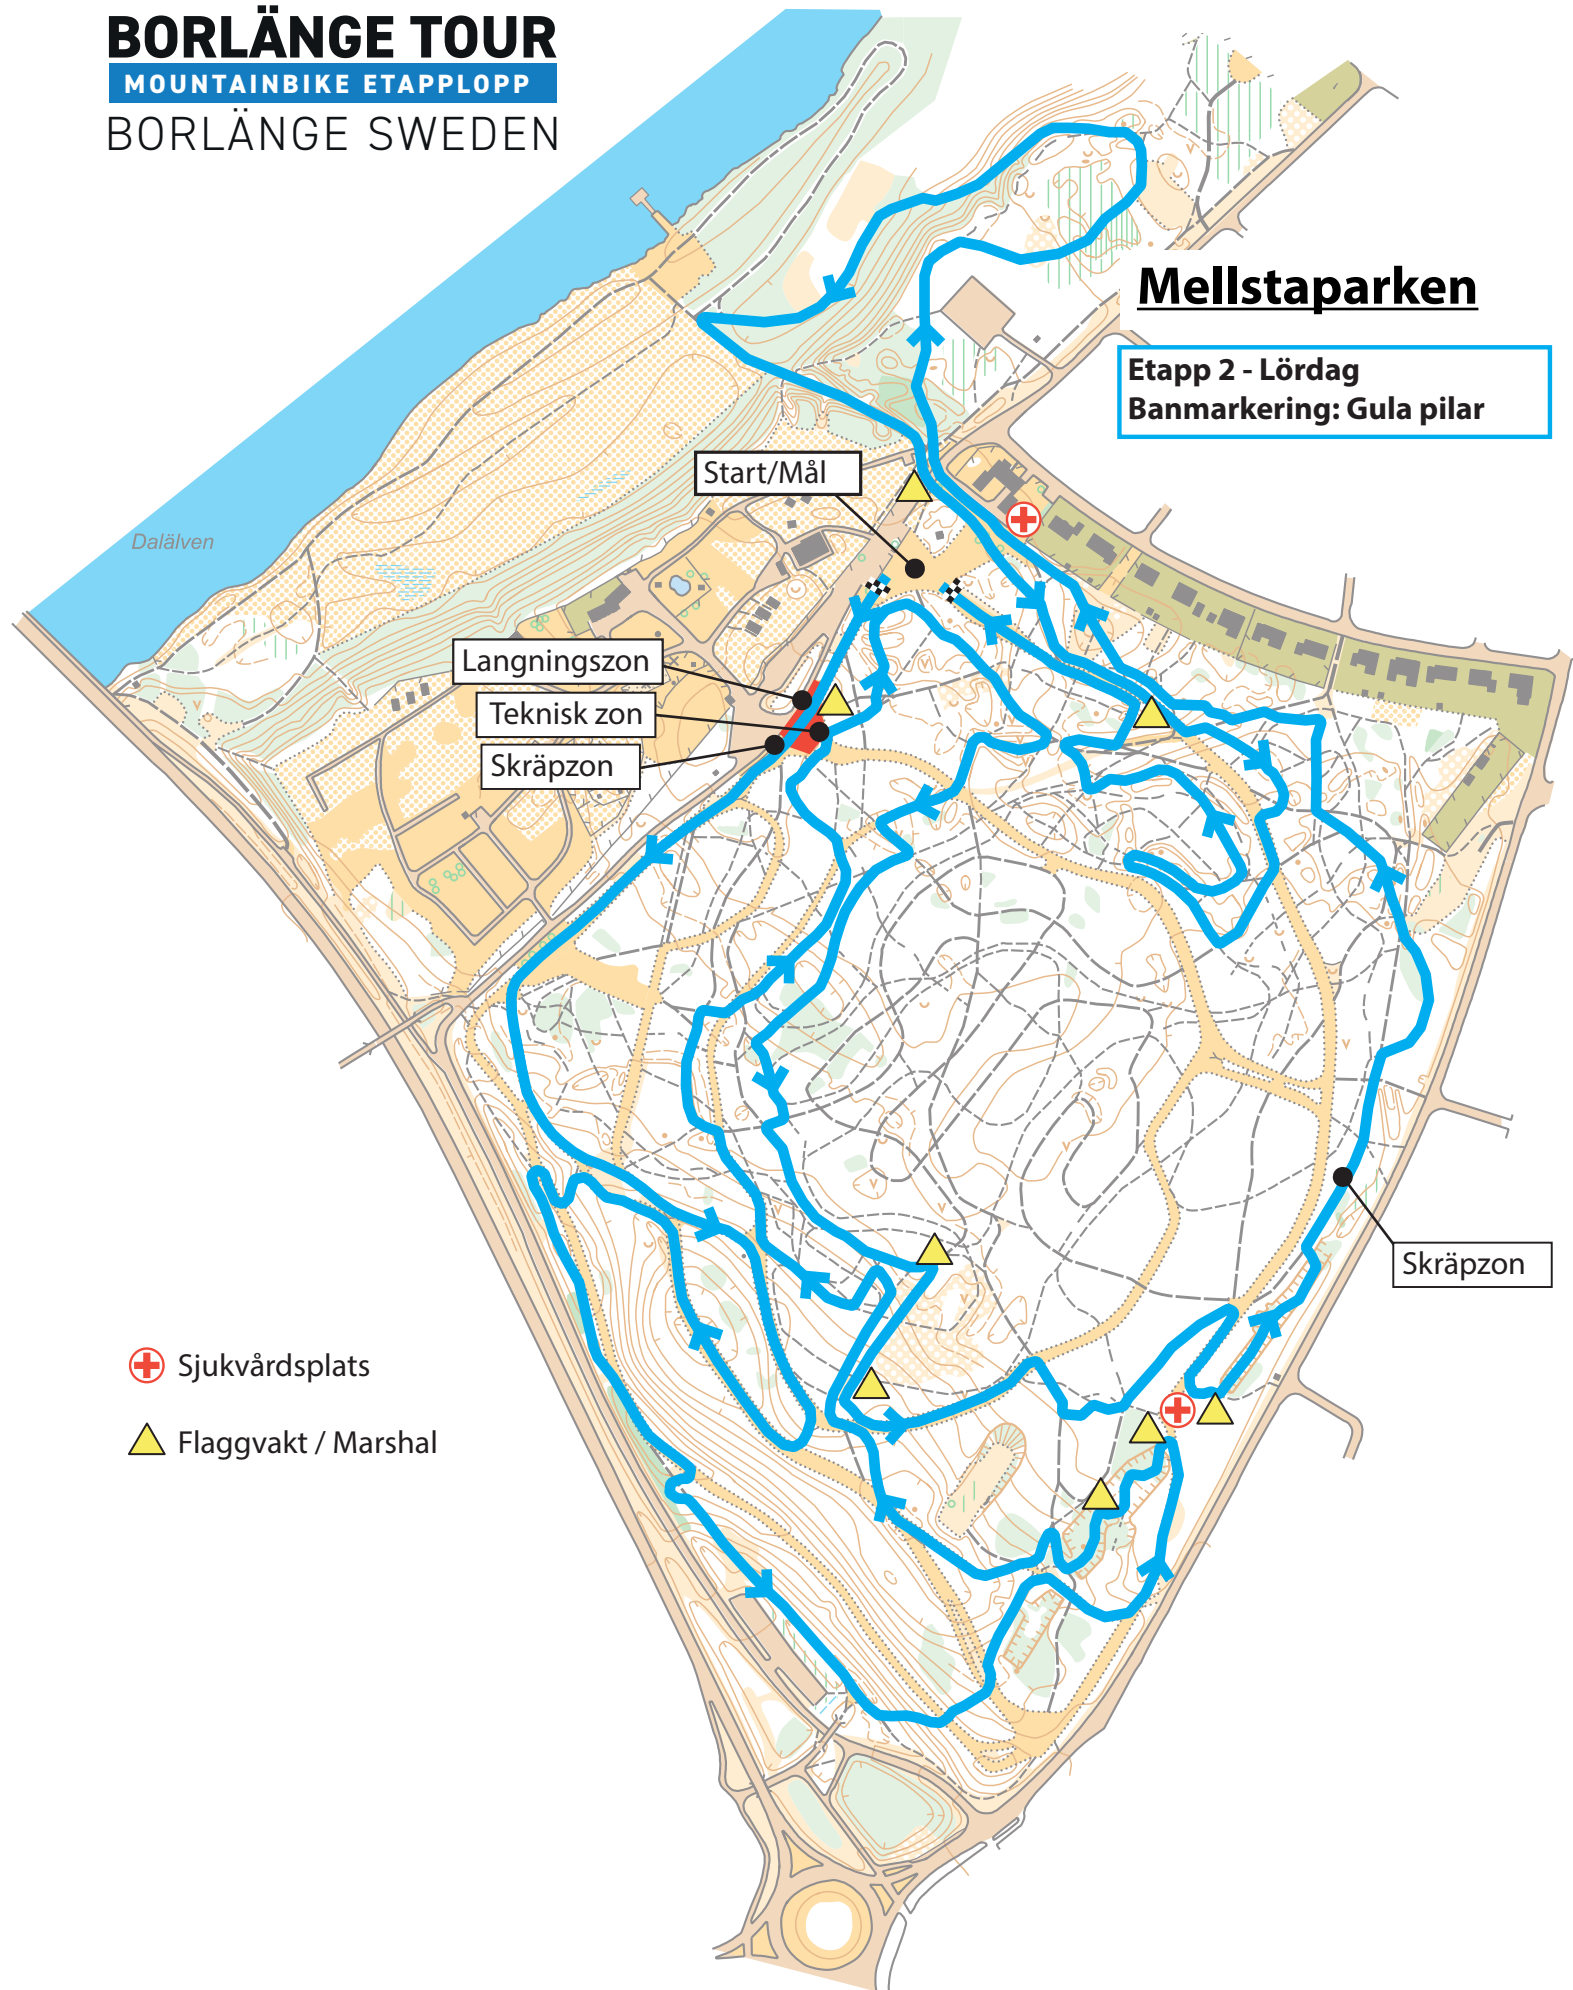 BORLÄNGE TOUR
MOUNTAINBIKE ETAPPLOPP
BORLÄNGE SWEDEN
Mellstaparken
Etapp 2 - Lördag
Banmarkering: Gula pilar
Start/Mål
Dalälven
Langningszon
Teknisk zon
Skräpzon
Skräpzon
Sjukvårdsplats
Flaggvakt / Marshal